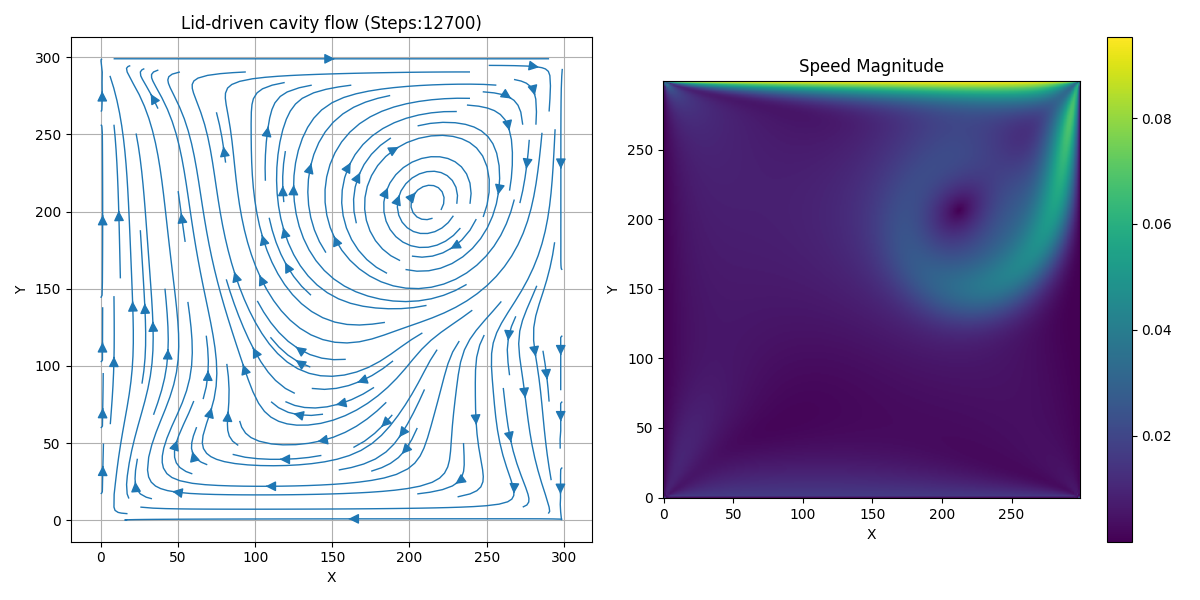 Lid-driven cavity flow (Steps:12700)
300
250
200
150
100
50
0
Y
0 50 100 150 200 250 300
X
Speed Magnitude
250
200
150
100
50
0
Y
0 50 100 150 200 250
X
0.08
0.06
0.04
0.02